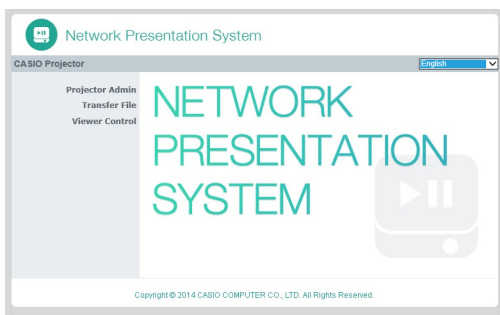 Network Presentation System
CASIO Projector
English
Projector Admin
Transfer File
Viewer Control
NETWORK
PRESENTATION
SYSTEM
Copyright © 2014 CASIO COMPUTER CO., LTD. All Rights Reserved.